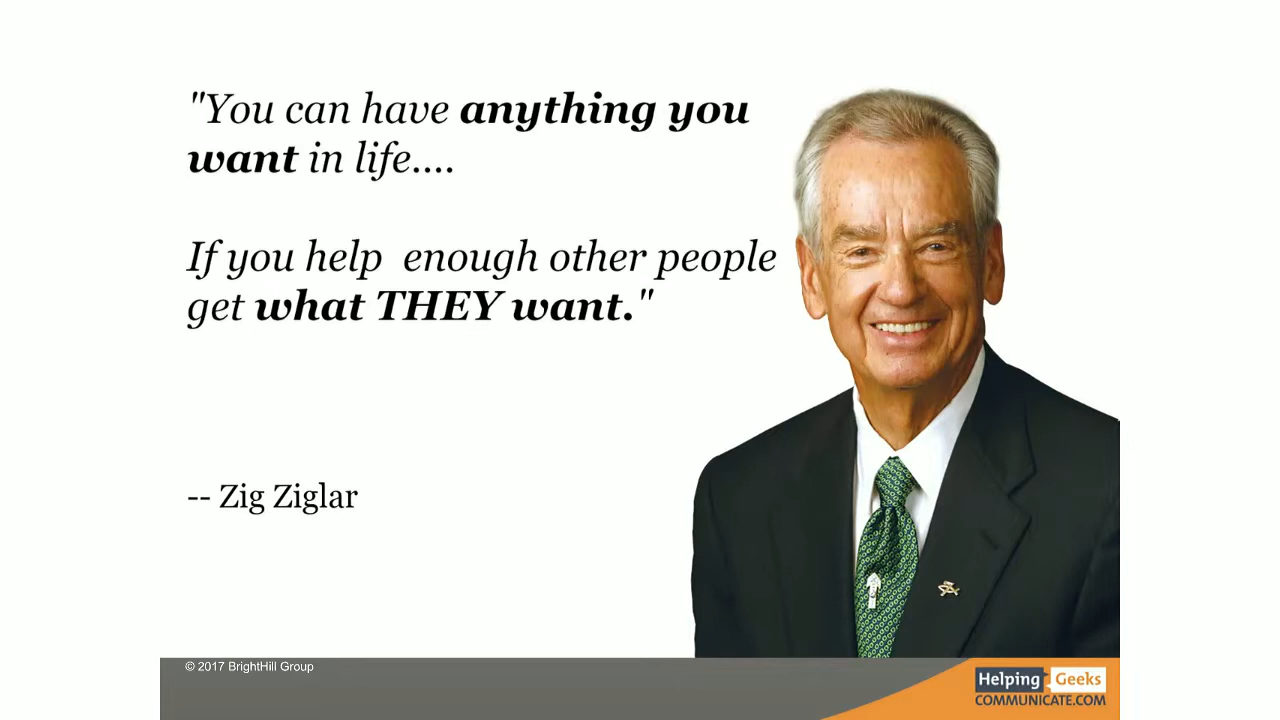 "You can have anything you
want in life....
If you help  enough other people
get what THEY want."
-- Zig Ziglar
© 2017 BrightHill Group
Helping Geeks
COMMUNICATE.COM